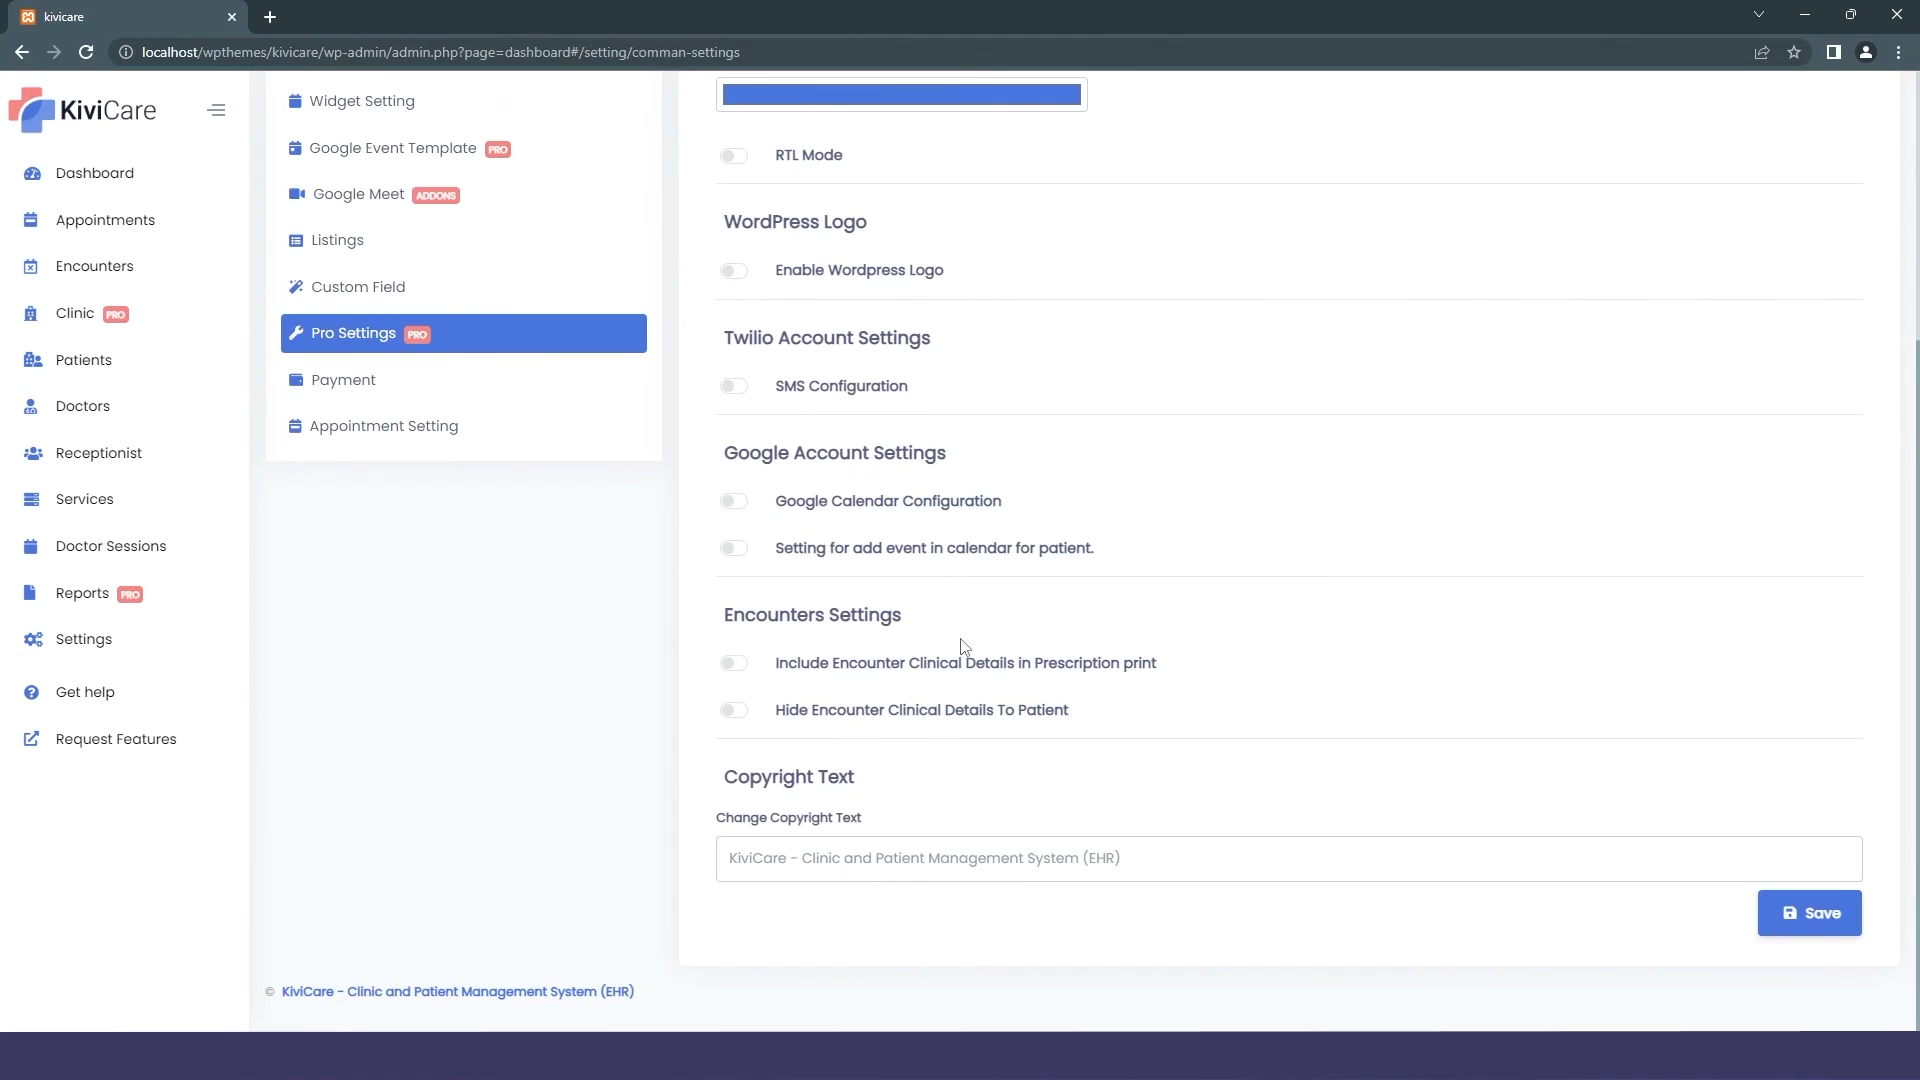 kivicare
localhost/wpthemes/kivicare/wp-admin/admin.php?page=dashboard#/setting/comman-settings
KiviCare
Dashboard
Appointments
Encounters
Clinic PRO
Patients
Doctors
Receptionist
Services
Doctor Sessions
Reports PRO
Settings
Get help
Request Features
Widget Setting
Google Event Template PRO
Google Meet ADDONS
Listings
Custom Field
Pro Settings PRO
Payment
Appointment Setting
RTL Mode
WordPress Logo
Enable Wordpress Logo
Twilio Account Settings
SMS Configuration
Google Account Settings
Google Calendar Configuration
Setting for add event in calendar for patient.
Encounters Settings
Include Encounter Clinical Details in Prescription print
Hide Encounter Clinical Details To Patient
Copyright Text
Change Copyright Text
KiviCare - Clinic and Patient Management System (EHR)
Save
© KiviCare - Clinic and Patient Management System (EHR)